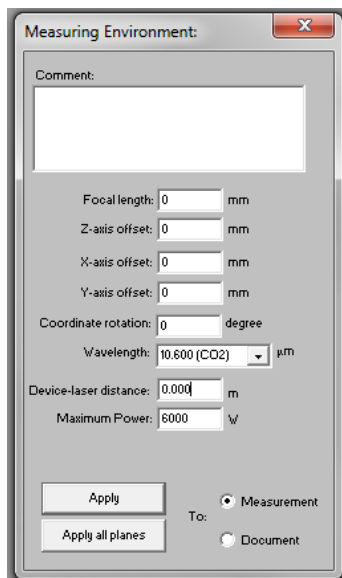 Measuring Environment:
Comment:
Focal length: 0 mm
Z-axis offset: 0 mm
X-axis offset: 0 mm
Y-axis offset: 0 mm
Coordinate rotation: 0 degree
Wavelength: 10.600 (CO2) µm
Device-laser distance: 0.000 m
Maximum Power: 6000 W
Apply
To:
Measurement
Apply all planes
Document